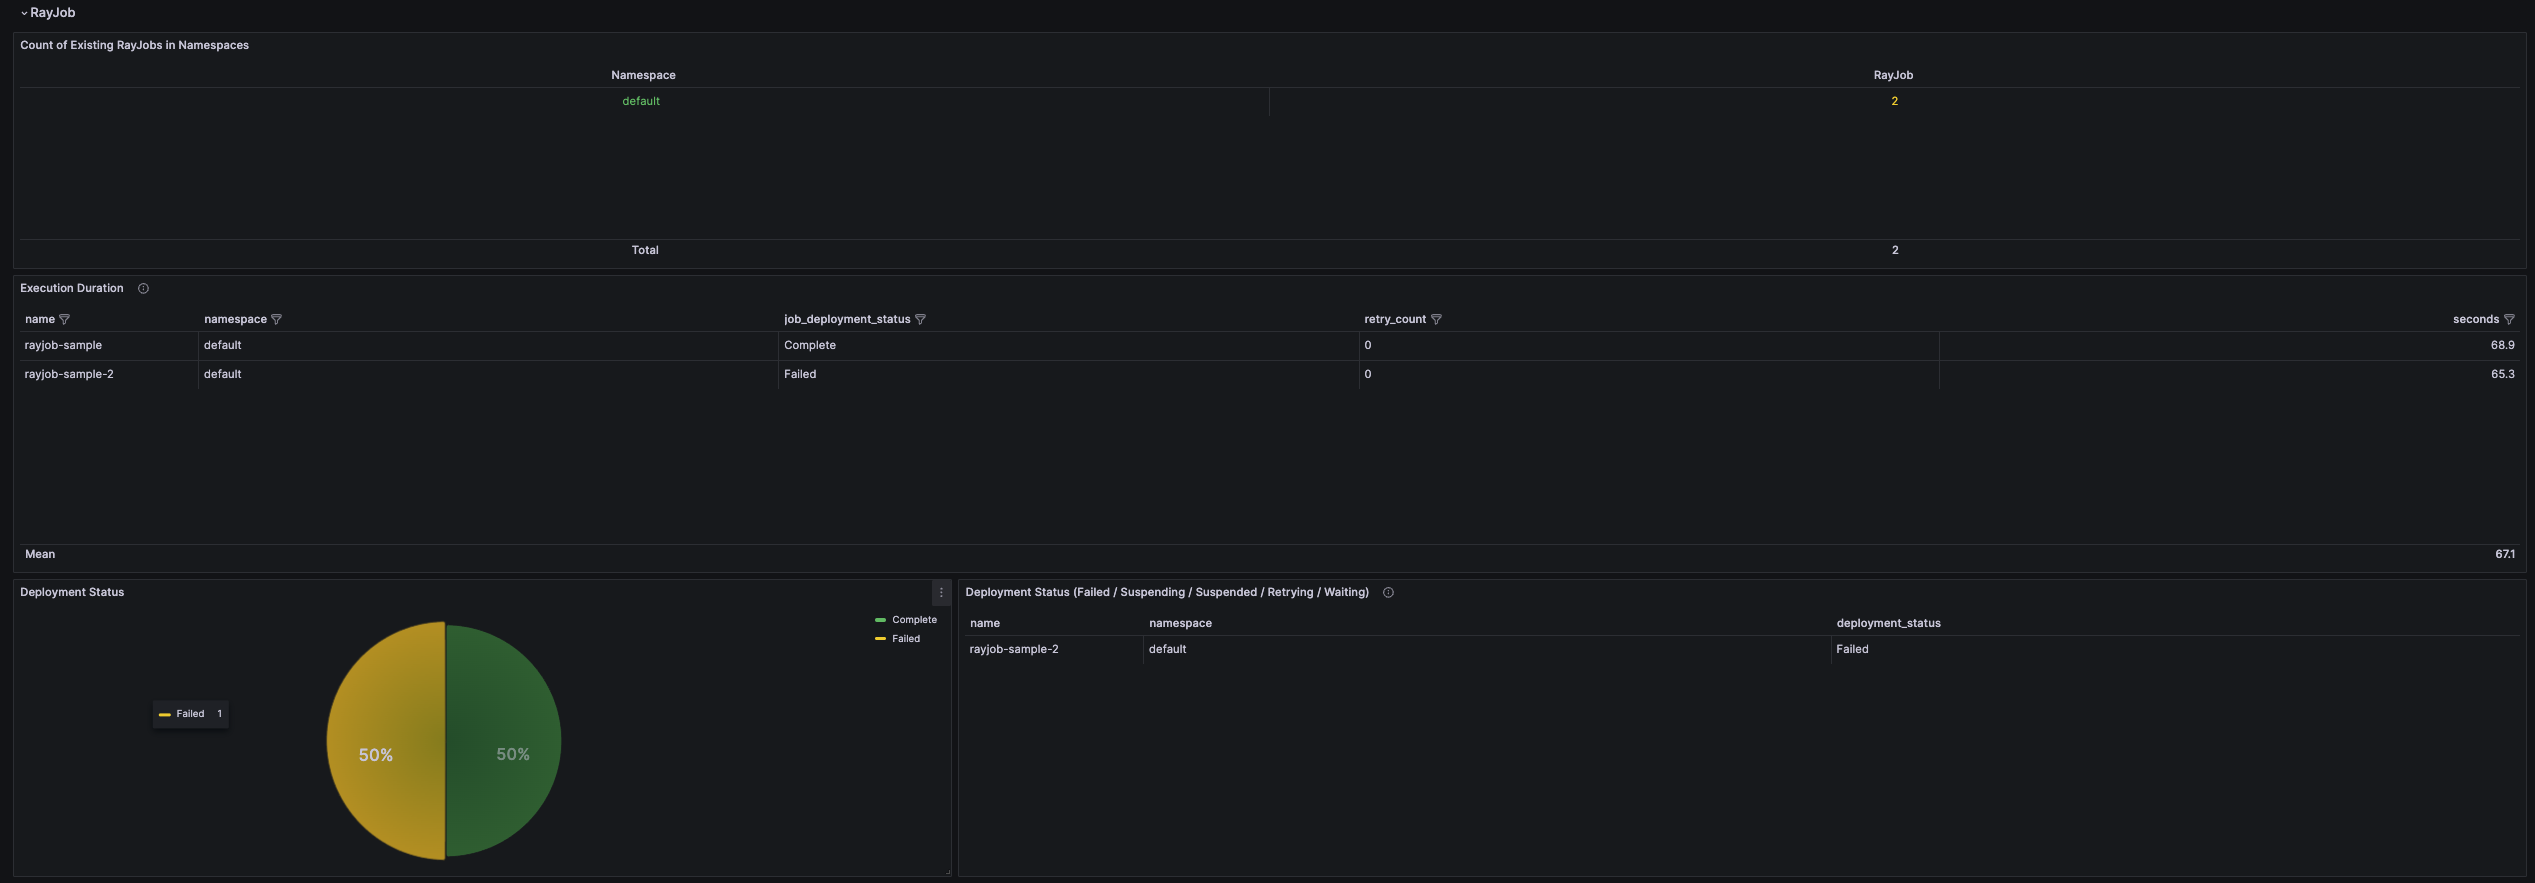 RayJob
Count of Existing RayJobs in Namespaces
Namespace RayJob
default 2
Total 2
Execution Duration
name namespace job_deployment_status retry_count seconds
rayjob-sample default Complete 0 68.9
rayjob-sample-2 default Failed 0 65.3
Mean 67.1
Deployment Status
Complete
Failed
Failed 1
50% 50%
Deployment Status (Failed / Suspending / Suspended / Retrying / Waiting)
name namespace deployment_status
rayjob-sample-2 default Failed